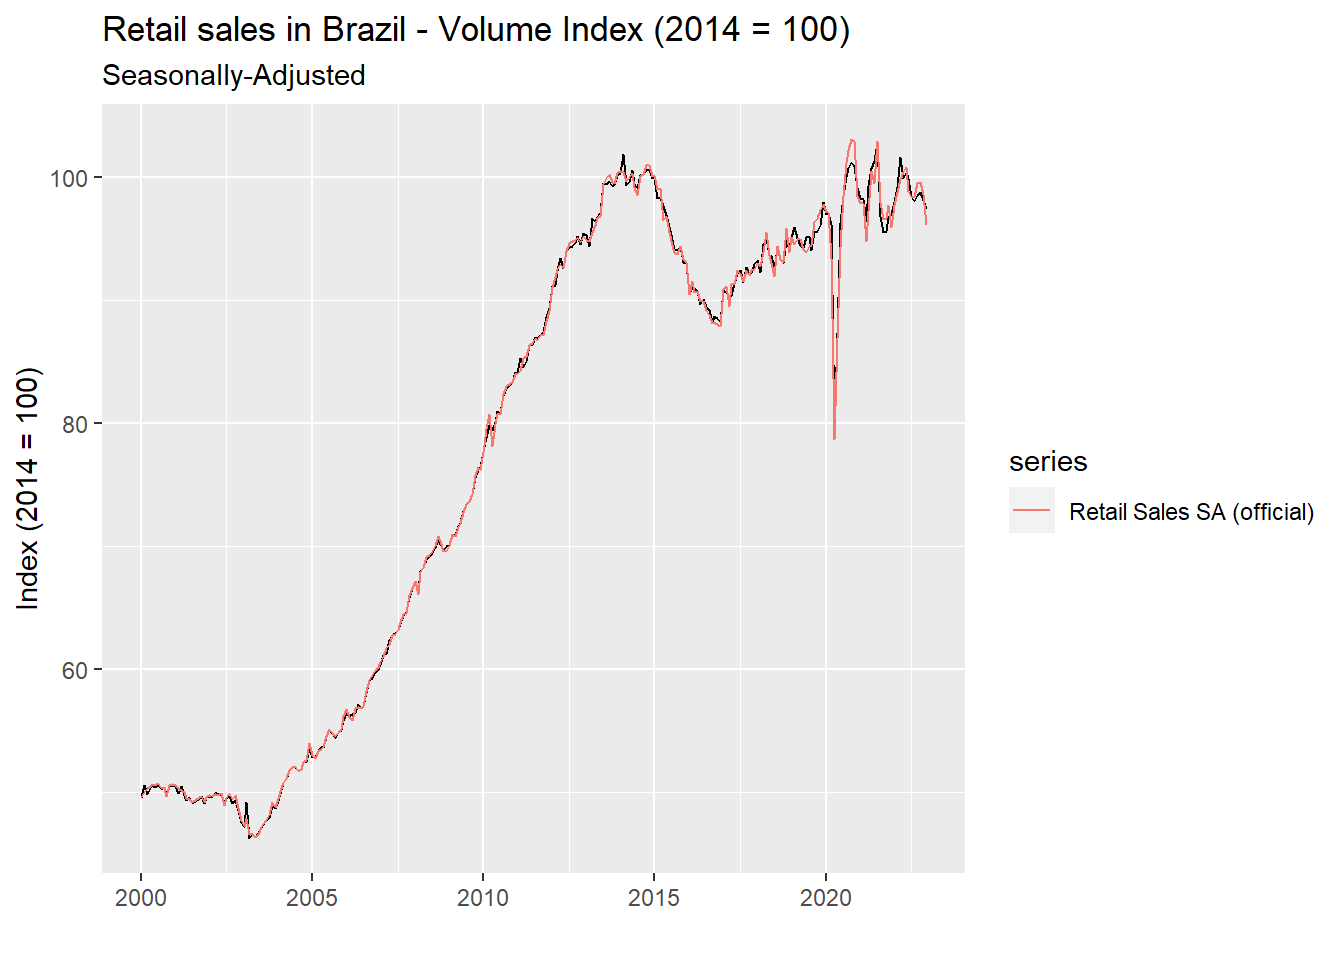 Retail sales in Brazil - Volume Index (2014 = 100)
Seasonally-Adjusted
Index (2014 = 100)
100
80
60
2000
2005
2010
2015
2020
series
Retail Sales SA (official)